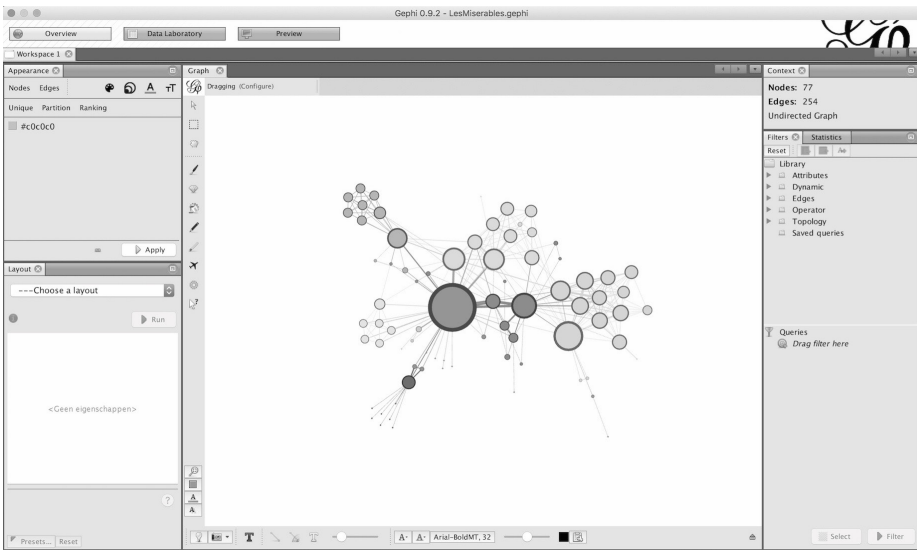 Gephi 0.9.2 - LesMiserables.gephi
Overview
Data Laboratory
Preview
Workspace 1
Appearance
Nodes Edges
Unique Partition Ranking
#c0c0c0
Apply
Layout
---Choose a layout
Run
<Geen eigenschappen>
Presets... Reset
Graph
Dragging (Configure)
Arial-BoldMT, 32
Context
Nodes: 77
Edges: 254
Undirected Graph
Filters Statistics
Reset
Library
Attributes
Dynamic
Edges
Operator
Topology
Saved queries
Queries
Drag filter here
Select
Filter